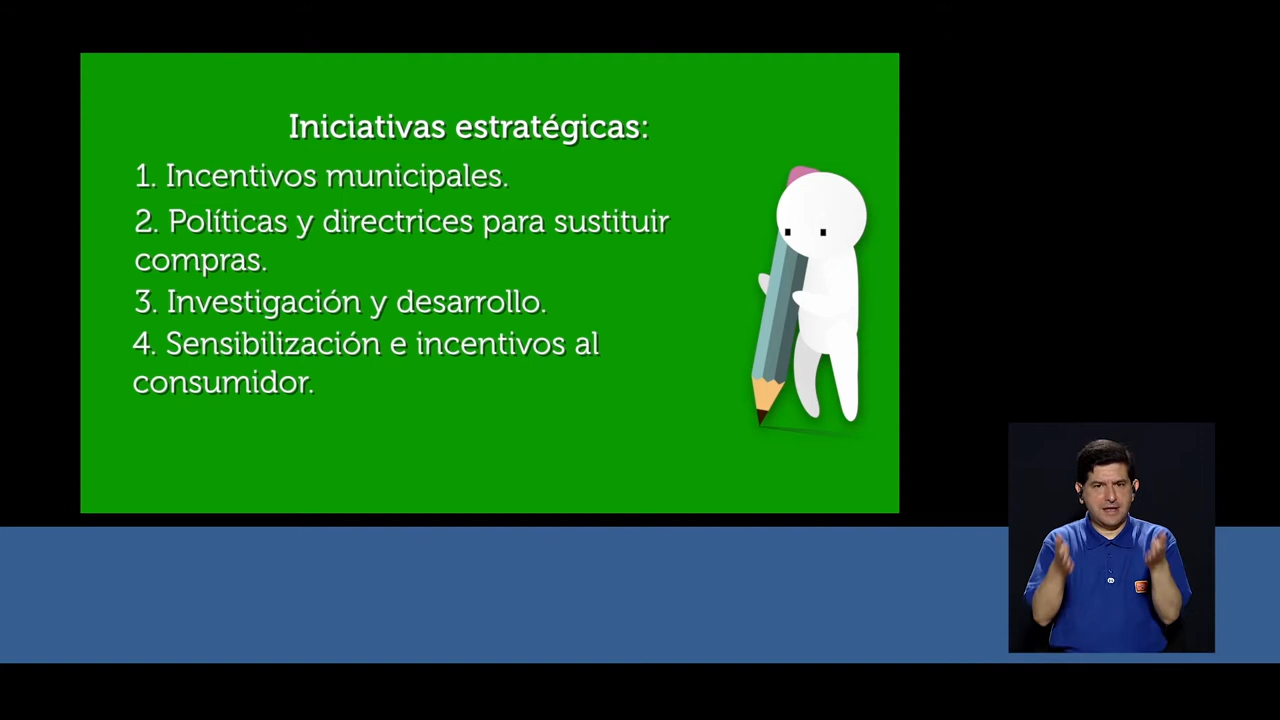 Iniciativas estratégicas:
1. Incentivos municipales.
2. Políticas y directrices para sustituir
compras.
3. Investigación y desarrollo.
4. Sensibilización e incentivos al
consumidor.